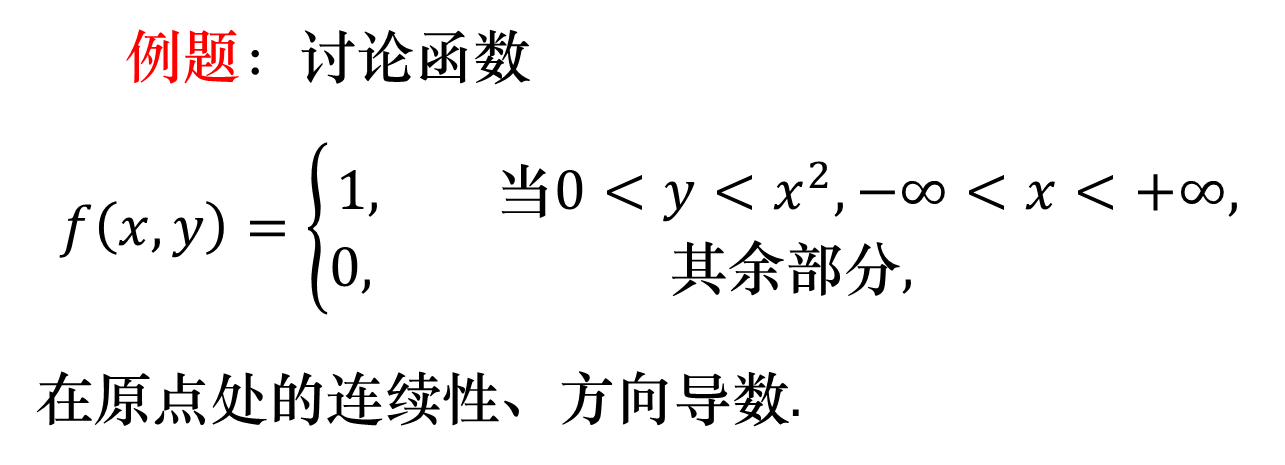 例题：讨论函数
f(x, y) = { 1, 当0 < y < x², −∞ < x < +∞,
0, 其余部分,
在原点处的连续性、方向导数.